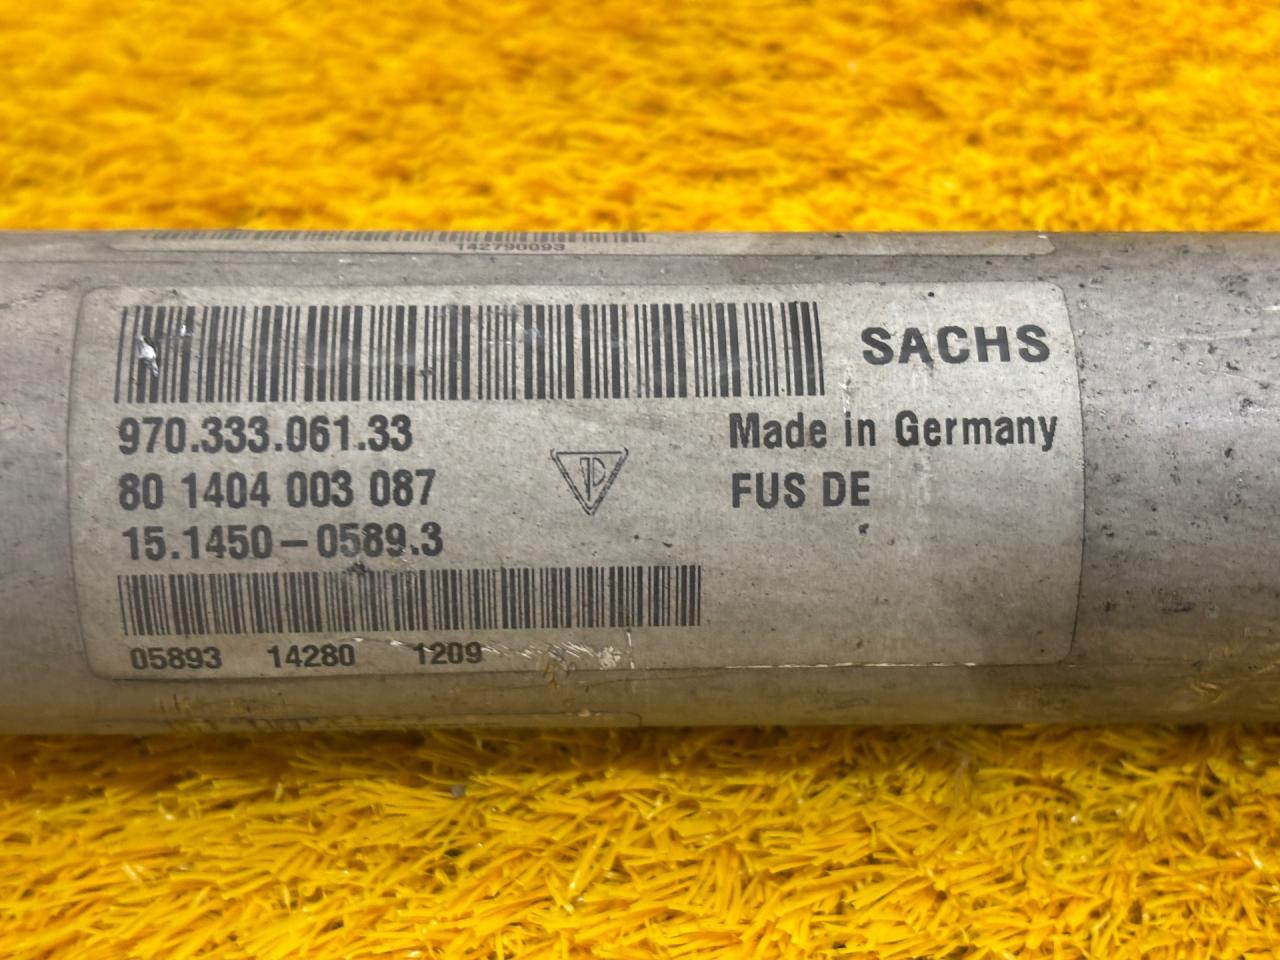 142790093
SACHS
970.333.061.33
Made in Germany
80 1404 003 087
FUS DE
15.1450-0589.3
05893 14280 1209